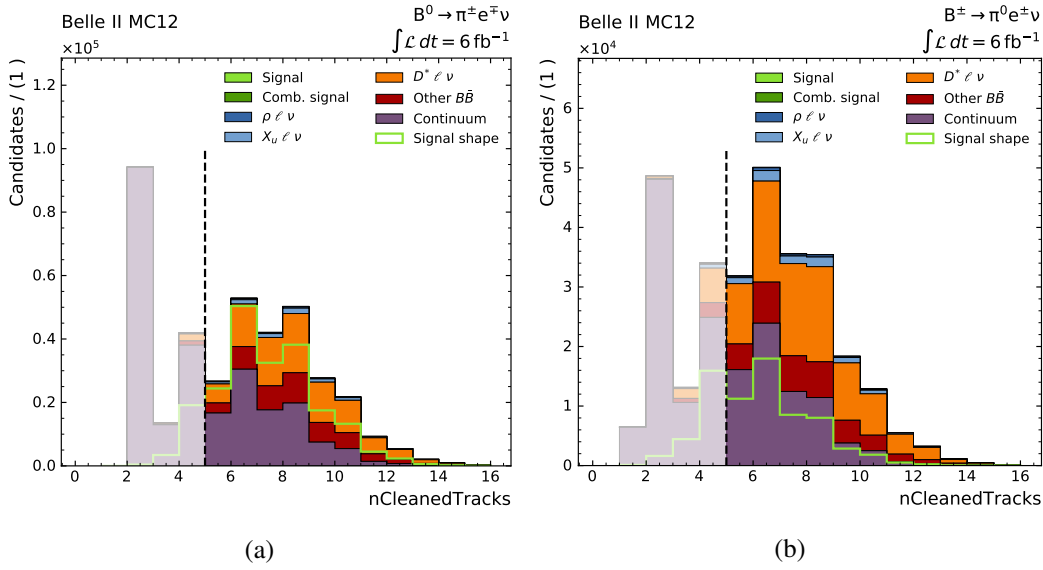 Belle II MC12
B⁰ → π±e∓ν
∫ℒ dt = 6 fb⁻¹
×10⁵
Candidates / (1 )
1.2
1.0
0.8
0.6
0.4
0.2
0.0
Signal
Comb. signal
ρ ℓ ν
X_u ℓ ν
D* ℓ ν
Other BB̄
Continuum
Signal shape
0 2 4 6 8 10 12 14 16
nCleanedTracks
(a)
Belle II MC12
B± → π⁰e±ν
∫ℒ dt = 6 fb⁻¹
×10⁴
Candidates / (1 )
6
5
4
3
2
1
0
Signal
Comb. signal
ρ ℓ ν
X_u ℓ ν
D* ℓ ν
Other BB̄
Continuum
Signal shape
0 2 4 6 8 10 12 14 16
nCleanedTracks
(b)